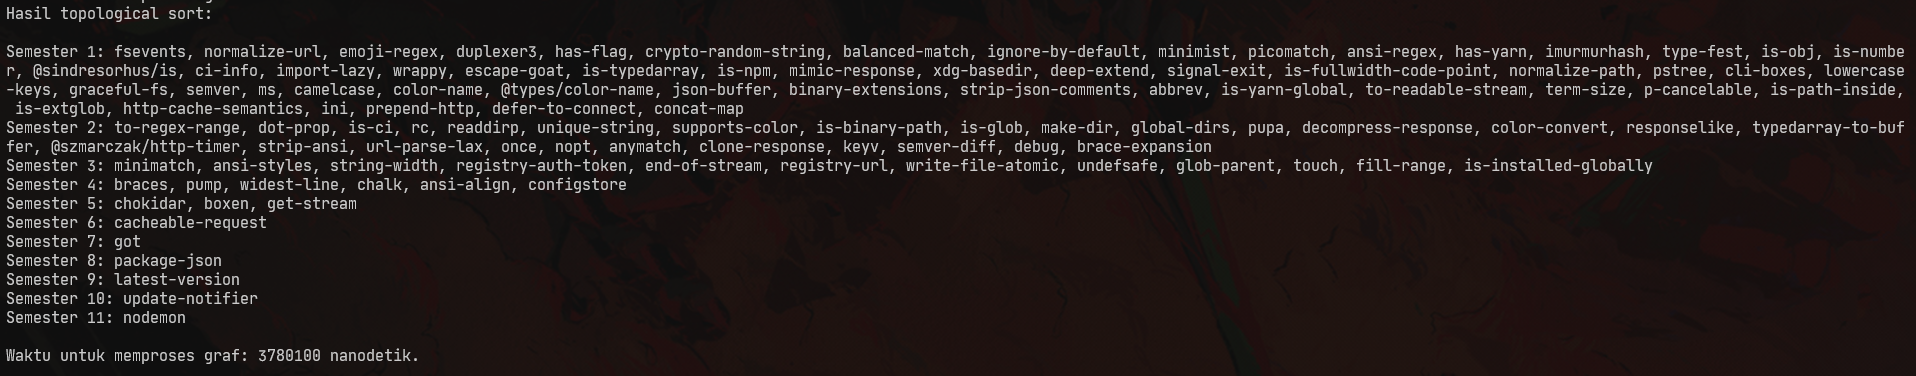 Hasil topological sort:
Semester 1: fsevents, normalize-url, emoji-regex, duplexer3, has-flag, crypto-random-string, balanced-match, ignore-by-default, minimist, picomatch, ansi-regex, has-yarn, imurmurhash, type-fest, is-obj, is-numbe
r, @sindresorhus/is, ci-info, import-lazy, wrappy, escape-goat, is-typedarray, is-npm, mimic-response, xdg-basedir, deep-extend, signal-exit, is-fullwidth-code-point, normalize-path, pstree, cli-boxes, lowercase
-keys, graceful-fs, semver, ms, camelcase, color-name, @types/color-name, json-buffer, binary-extensions, strip-json-comments, abbrev, is-yarn-global, to-readable-stream, term-size, p-cancelable, is-path-inside,
is-extglob, http-cache-semantics, ini, prepend-http, defer-to-connect, concat-map
Semester 2: to-regex-range, dot-prop, is-ci, rc, readdirp, unique-string, supports-color, is-binary-path, is-glob, make-dir, global-dirs, pupa, decompress-response, color-convert, responselike, typedarray-to-buf
fer, @szmarczak/http-timer, strip-ansi, url-parse-lax, once, nopt, anymatch, clone-response, keyv, semver-diff, debug, brace-expansion
Semester 3: minimatch, ansi-styles, string-width, registry-auth-token, end-of-stream, registry-url, write-file-atomic, undefsafe, glob-parent, touch, fill-range, is-installed-globally
Semester 4: braces, pump, widest-line, chalk, ansi-align, configstore
Semester 5: chokidar, boxen, get-stream
Semester 6: cacheable-request
Semester 7: got
Semester 8: package-json
Semester 9: latest-version
Semester 10: update-notifier
Semester 11: nodemon
Waktu untuk memproses graf: 3780100 nanodetik.